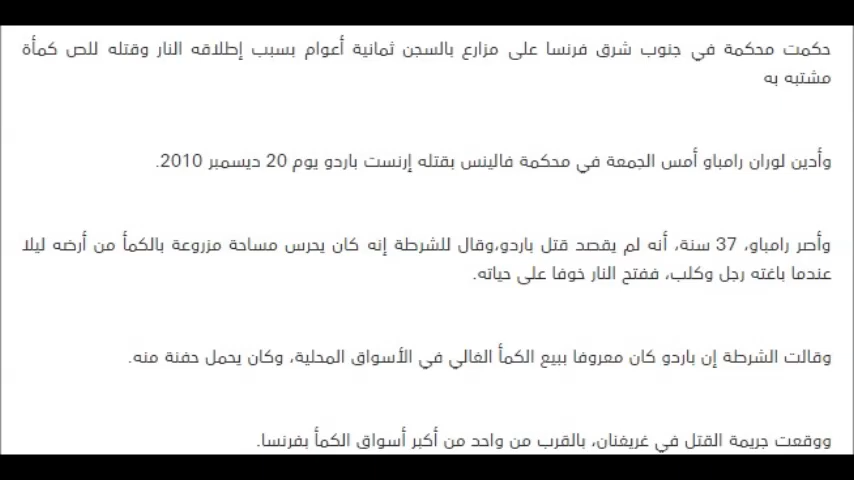 حكمت محكمة في جنوب شرق فرنسا على مزارع بالسجن ثمانية أعوام بسبب إطلاقه النار وقتله للص كمأة
مشتبه به
وأدين لوران رامباو أمس الجمعة في محكمة فالينس بقتله إرنست باردو يوم 20 ديسمبر 2010.
وأصر رامباو، 37 سنة، أنه لم يقصد قتل باردو،وقال للشرطة إنه كان يحرس مساحة مزروعة بالكمأ من أرضه ليلا
عندما باغته رجل وكلب، ففتح النار خوفا على حياته.
وقالت الشرطة إن باردو كان معروفا ببيع الكمأ الغالي في الأسواق المحلية، وكان يحمل حفنة منه.
ووقعت جريمة القتل في غريغنان، بالقرب من واحد من أكبر أسواق الكمأ بفرنسا.